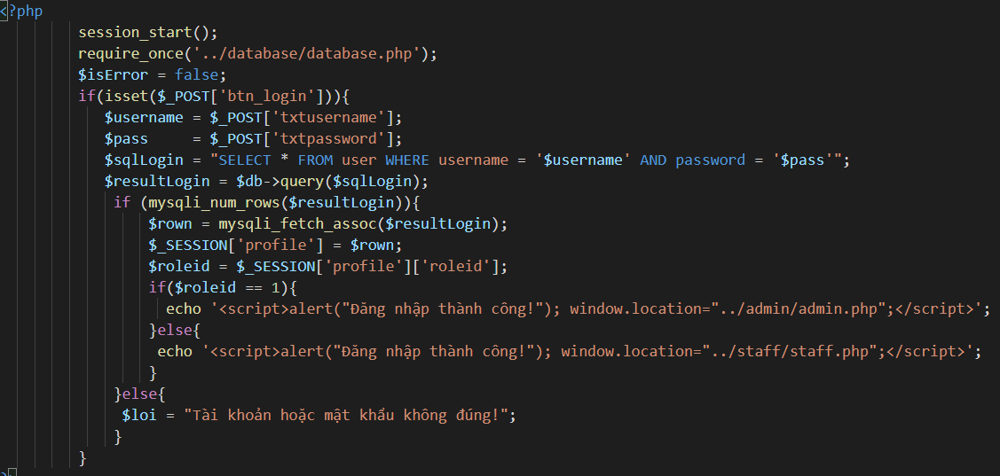 <?php
session_start();
require_once('../database/database.php');
$isError = false;
if(isset($_POST['btn_login'])){
$username = $_POST['txtusername'];
$pass     = $_POST['txtpassword'];
$sqlLogin = "SELECT * FROM user WHERE username = '$username' AND password = '$pass'";
$resultLogin = $db->query($sqlLogin);
if (mysqli_num_rows($resultLogin)){
$rown = mysqli_fetch_assoc($resultLogin);
$_SESSION['profile'] = $rown;
$roleid = $_SESSION['profile']['roleid'];
if($roleid == 1){
echo '<script>alert("Đăng nhập thành công!"); window.location="../admin/admin.php";</script>';
}else{
echo '<script>alert("Đăng nhập thành công!"); window.location="../staff/staff.php";</script>';
}
}else{
$loi = "Tài khoản hoặc mật khẩu không đúng!";
}
}